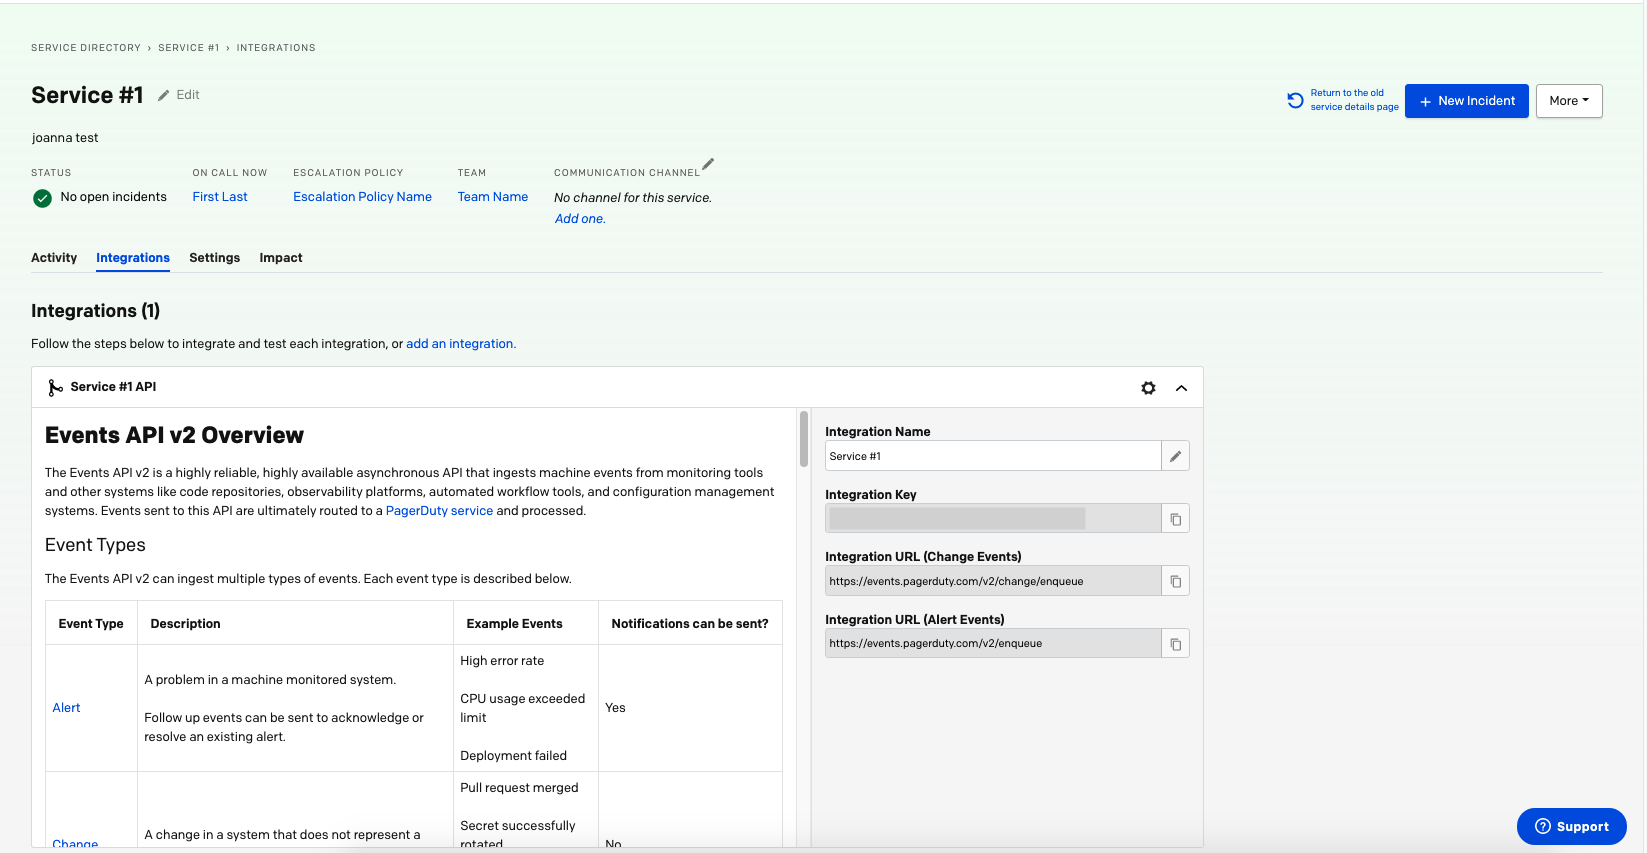 SERVICE DIRECTORY › SERVICE #1 › INTEGRATIONS
Service #1 Edit
Return to the old
service details page
+ New Incident
More
joanna test
STATUS
No open incidents
ON CALL NOW
First Last
ESCALATION POLICY
Escalation Policy Name
TEAM
Team Name
COMMUNICATION CHANNEL
No channel for this service.
Add one.
Activity Integrations Settings Impact
Integrations (1)
Follow the steps below to integrate and test each integration, or add an integration.
Service #1 API
Events API v2 Overview
The Events API v2 is a highly reliable, highly available asynchronous API that ingests machine events from monitoring tools
and other systems like code repositories, observability platforms, automated workflow tools, and configuration management
systems. Events sent to this API are ultimately routed to a PagerDuty service and processed.
Event Types
The Events API v2 can ingest multiple types of events. Each event type is described below.
Event Type Description Example Events Notifications can be sent?
Alert
A problem in a machine monitored system.
Follow up events can be sent to acknowledge or
resolve an existing alert.
High error rate
CPU usage exceeded
limit
Deployment failed
Yes
Change
A change in a system that does not represent a
Pull request merged
Secret successfully
rotated
No
Integration Name
Service #1
Integration Key
Integration URL (Change Events)
https://events.pagerduty.com/v2/change/enqueue
Integration URL (Alert Events)
https://events.pagerduty.com/v2/enqueue
Support